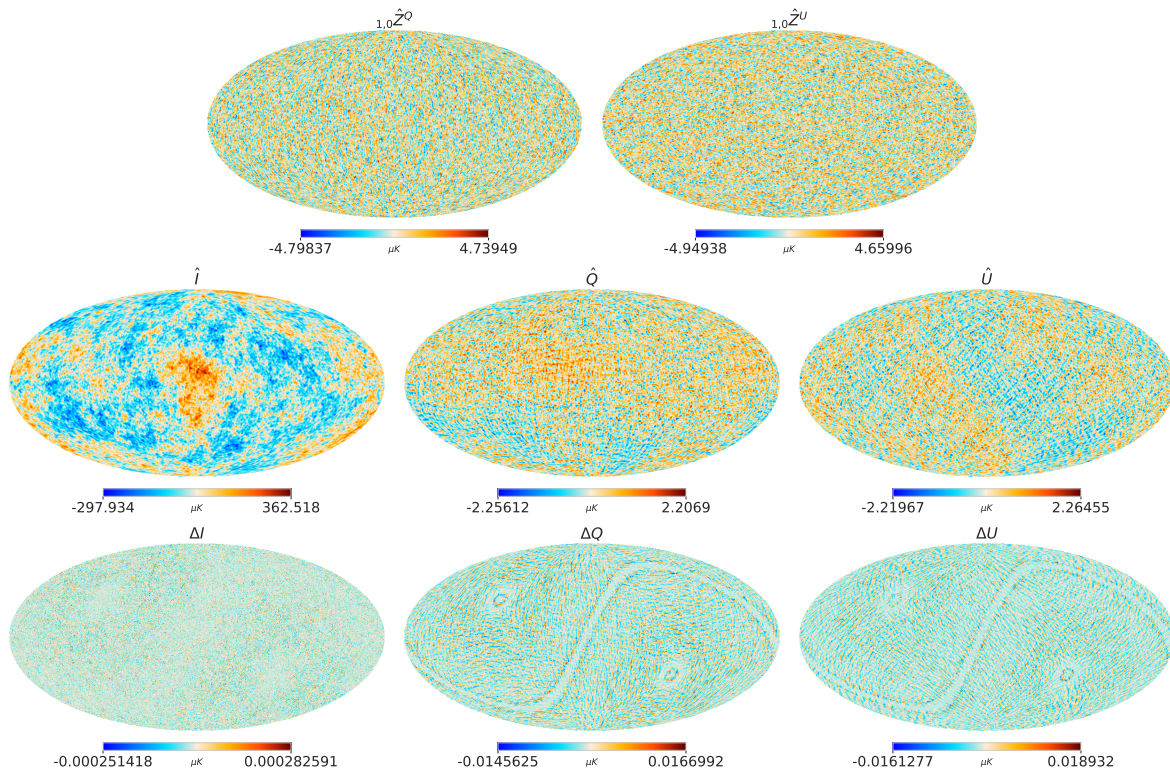 1,0ẐQ
1,0ẐU
-4.79837 μK 4.73949
-4.94938 μK 4.65996
Î
Q̂
Û
-297.934 μK 362.518
-2.25612 μK 2.2069
-2.21967 μK 2.26455
ΔI
ΔQ
ΔU
-0.000251418 μK 0.000282591
-0.0145625 μK 0.0166992
-0.0161277 μK 0.018932